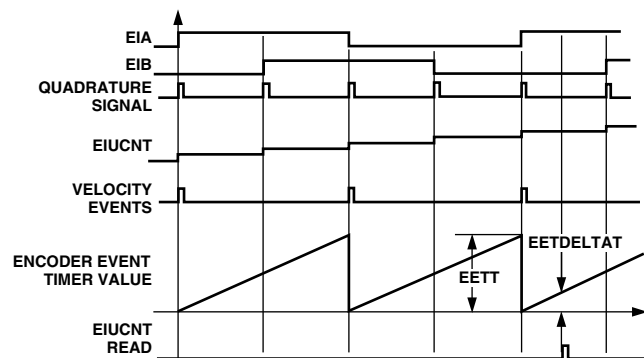 EIA
EIB
QUADRATURE
SIGNAL
EIUCNT
VELOCITY
EVENTS
ENCODER EVENT
TIMER VALUE
EETT
EETDELTAT
EIUCNT
READ